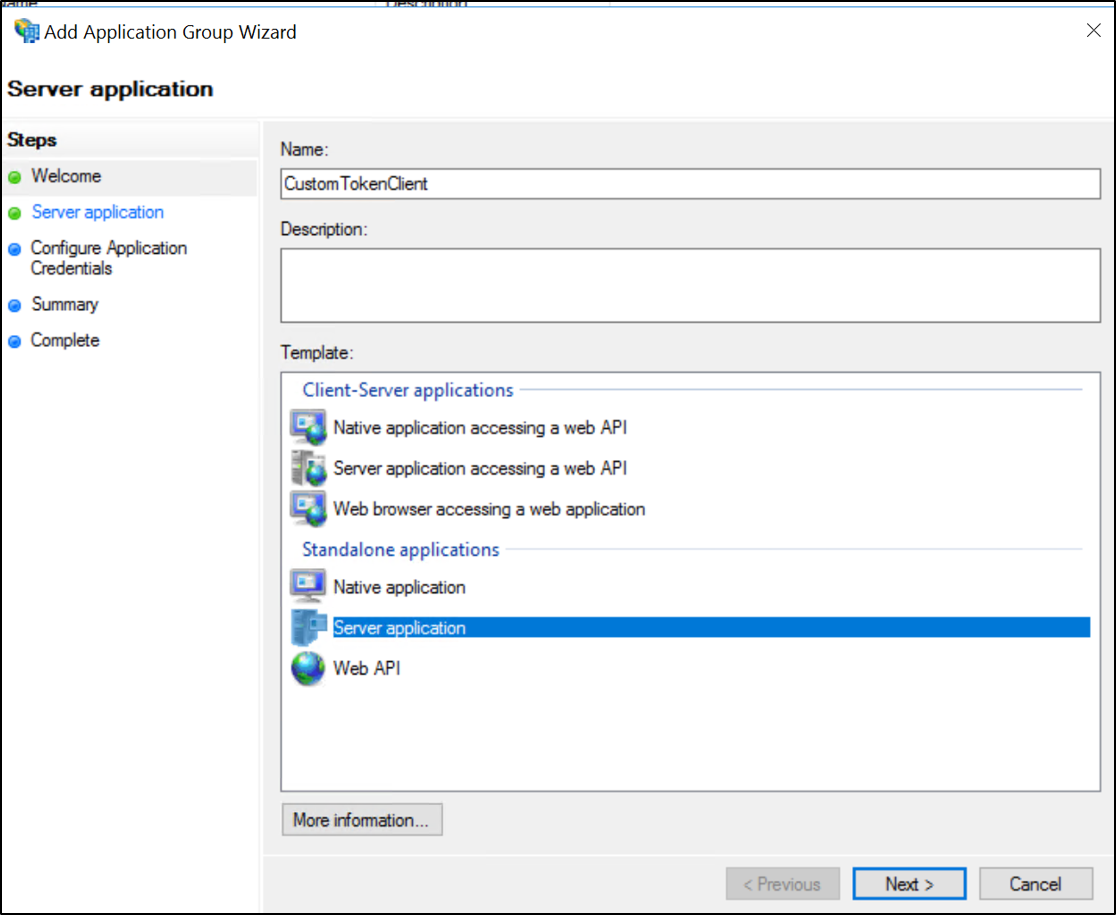 Description
Add Application Group Wizard
Server application
Steps
Welcome
Server application
Configure Application
Credentials
Summary
Complete
Name:
CustomTokenClient
Description:
Template:
Client-Server applications
Native application accessing a web API
Server application accessing a web API
Web browser accessing a web application
Standalone applications
Native application
Server application
Web API
More information...
< Previous
Next >
Cancel